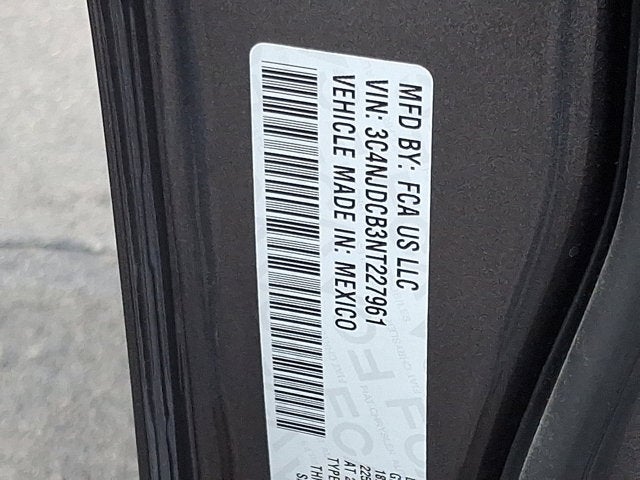 MFD BY: FCA US LLC
VIN: 3C4NJDCB3NT227961
VEHICLE MADE IN: MEXICO